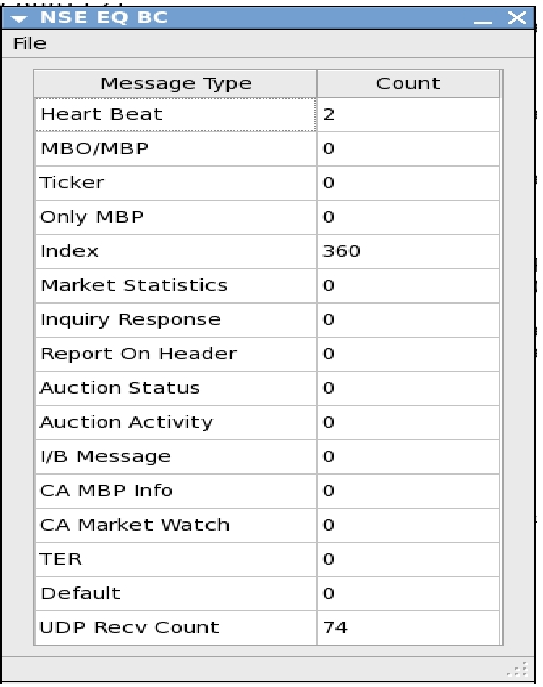 NSE EQ BC
File
Message Type Count
Heart Beat 2
MBO/MBP 0
Ticker 0
Only MBP 0
Index 360
Market Statistics 0
Inquiry Response 0
Report On Header 0
Auction Status 0
Auction Activity 0
I/B Message 0
CA MBP Info 0
CA Market Watch 0
TER 0
Default 0
UDP Recv Count 74